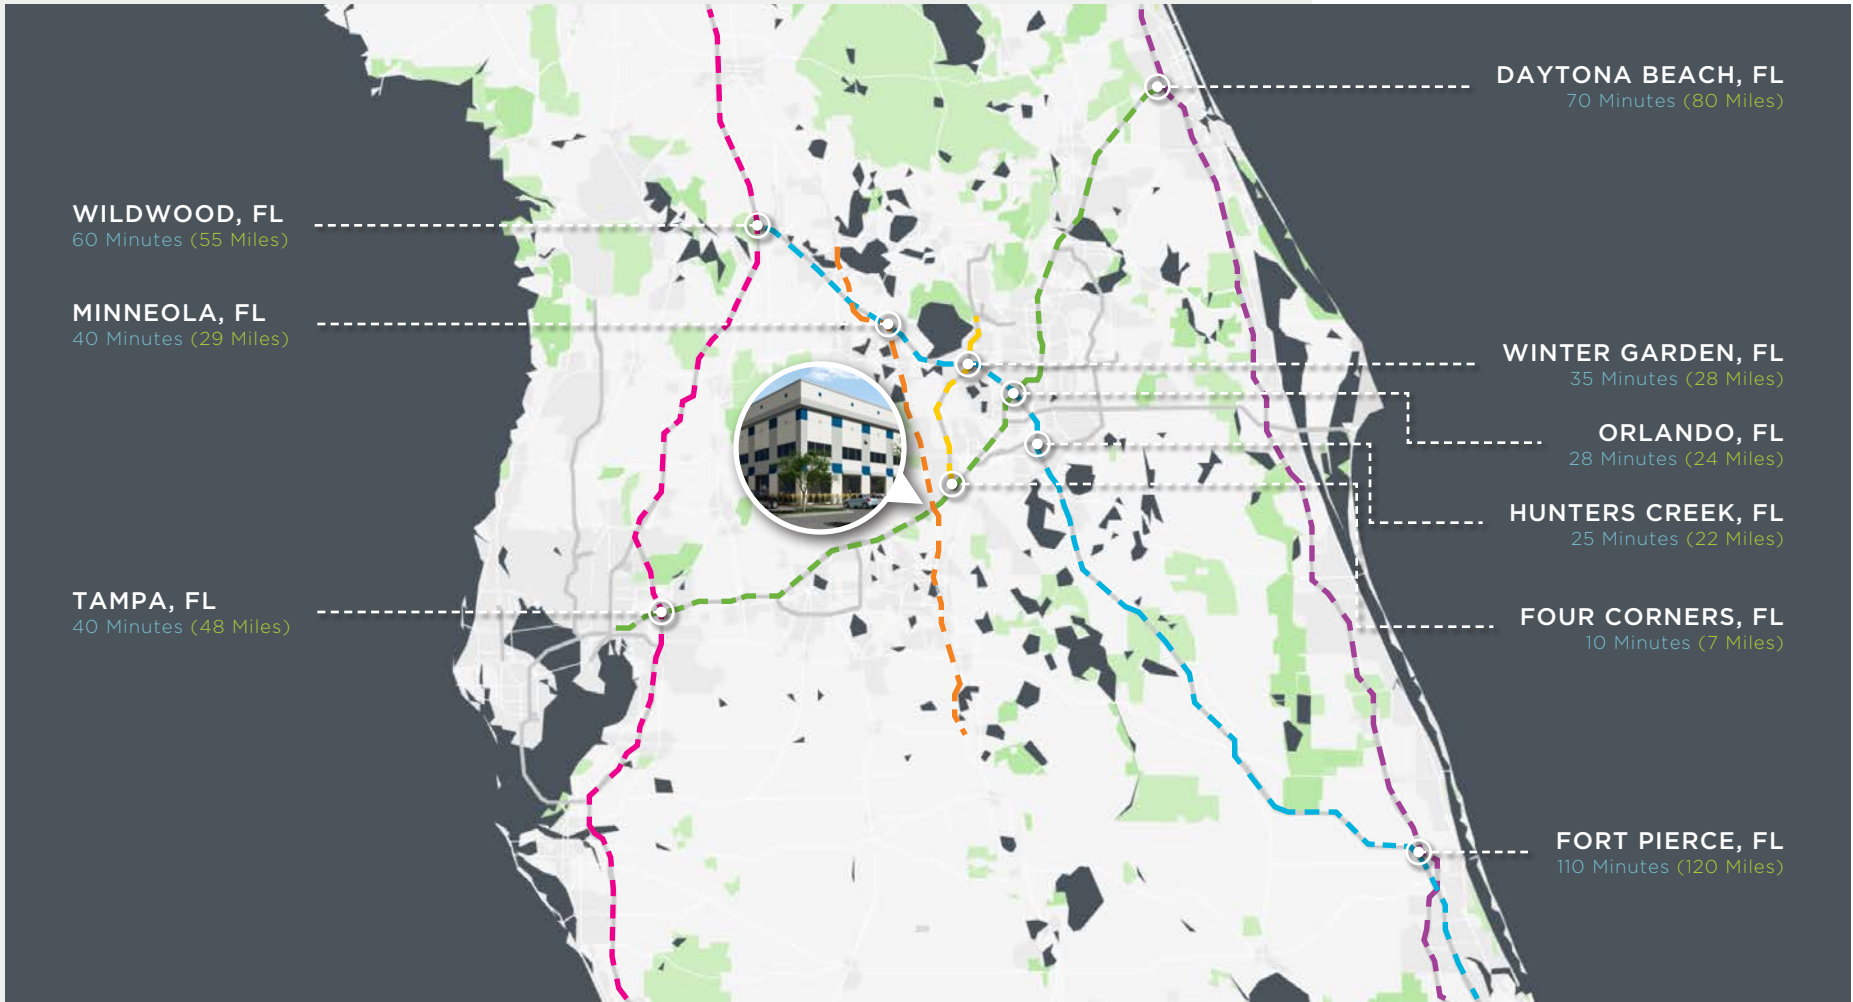 WILDWOOD, FL
60 Minutes (55 Miles)
MINNEOLA, FL
40 Minutes (29 Miles)
TAMPA, FL
40 Minutes (48 Miles)
DAYTONA BEACH, FL
70 Minutes (80 Miles)
WINTER GARDEN, FL
35 Minutes (28 Miles)
ORLANDO, FL
28 Minutes (24 Miles)
HUNTERS CREEK, FL
25 Minutes (22 Miles)
FOUR CORNERS, FL
10 Minutes (7 Miles)
FORT PIERCE, FL
110 Minutes (120 Miles)